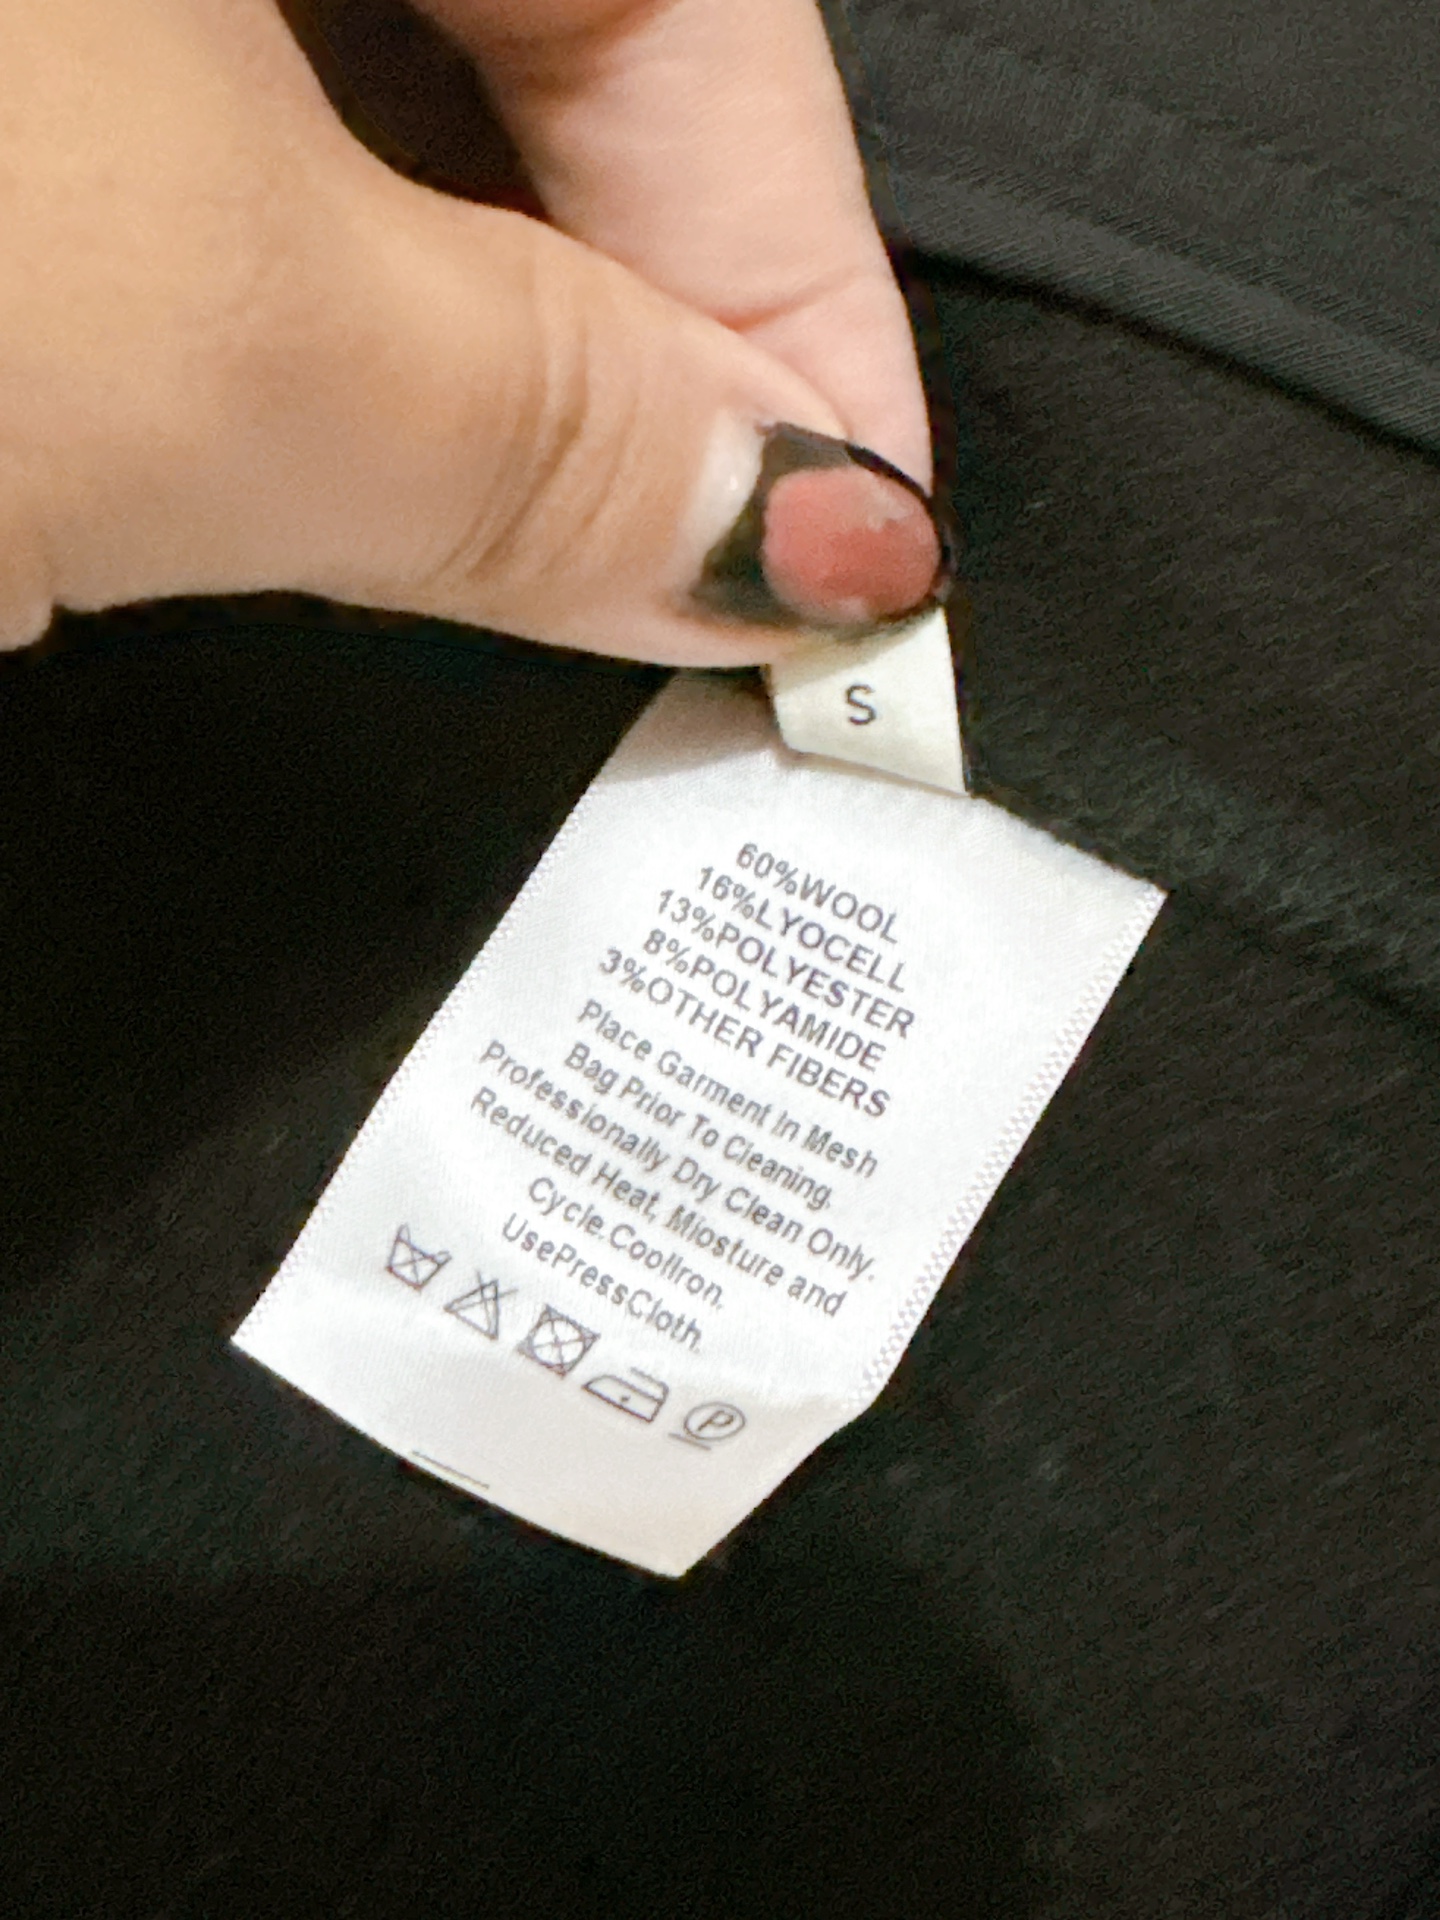 S
60%WOOL
16%LYOCELL
13%POLYESTER
8%POLYAMIDE
3%OTHER FIBERS
Place Garment In Mesh
Bag Prior To Cleaning.
Professionally Dry Clean Only.
Reduced Heat, Miosture and
Cycle.CoolIron.
UsePressCloth.
P